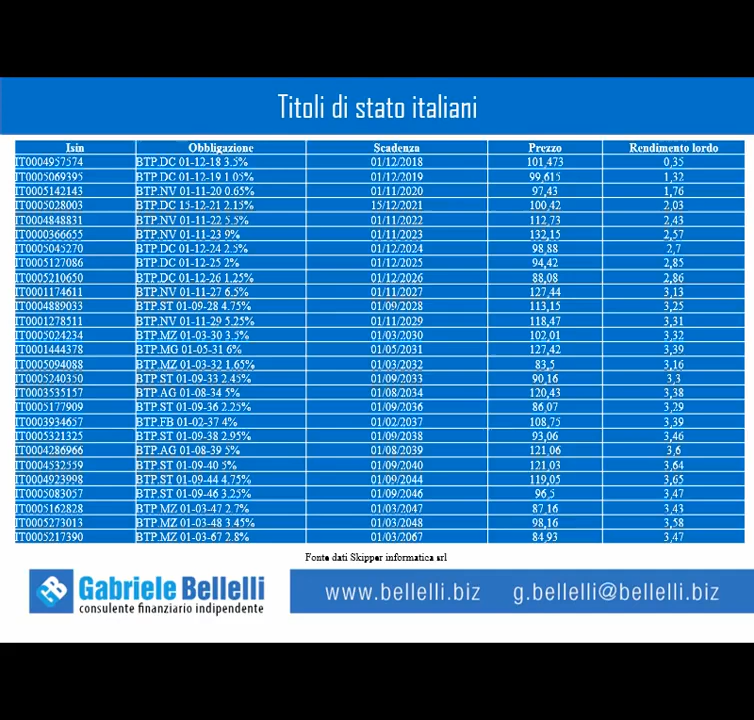 Titoli di stato italiani
Isin Obbligazione Scadenza Prezzo Rendimento lordo
IT0004957574 BTP.DC 01-12-18 3.5% 01/12/2018 101,473 0,35
IT0005069395 BTP.DC 01-12-19 1.05% 01/12/2019 99,615 1,32
IT0005142143 BTP.NV 01-11-20 0.65% 01/11/2020 97,43 1,76
IT0005028003 BTP.DC 15-12-21 2.15% 15/12/2021 100,42 2,03
IT0004848831 BTP.NV 01-11-22 5.5% 01/11/2022 112,73 2,43
IT0000366655 BTP.NV 01-11-23 9% 01/11/2023 132,15 2,57
IT0005045270 BTP.DC 01-12-24 2.5% 01/12/2024 98,88 2,7
IT0005127086 BTP.DC 01-12-25 2% 01/12/2025 94,42 2,85
IT0005210650 BTP.DC 01-12-26 1.25% 01/12/2026 88,08 2,86
IT0001174611 BTP.NV 01-11-27 6.5% 01/11/2027 127,44 3,13
IT0004889033 BTP.ST 01-09-28 4.75% 01/09/2028 113,15 3,25
IT0001278511 BTP.NV 01-11-29 5.25% 01/11/2029 118,47 3,31
IT0005024234 BTP.MZ 01-03-30 3.5% 01/03/2030 102,01 3,32
IT0001444378 BTP.MG 01-05-31 6% 01/05/2031 127,42 3,39
IT0005094088 BTP.MZ 01-03-32 1.65% 01/03/2032 83,5 3,16
IT0005240350 BTP.ST 01-09-33 2.45% 01/09/2033 90,16 3,3
IT0003535157 BTP.AG 01-08-34 5% 01/08/2034 120,43 3,38
IT0005177909 BTP.ST 01-09-36 2.25% 01/09/2036 86,07 3,29
IT0003934657 BTP.FB 01-02-37 4% 01/02/2037 108,75 3,39
IT0005321325 BTP.ST 01-09-38 2.95% 01/09/2038 93,06 3,46
IT0004286966 BTP.AG 01-08-39 5% 01/08/2039 121,06 3,6
IT0004532559 BTP.ST 01-09-40 5% 01/09/2040 121,03 3,64
IT0004923998 BTP.ST 01-09-44 4.75% 01/09/2044 119,05 3,65
IT0005083057 BTP.ST 01-09-46 3.25% 01/09/2046 96,5 3,47
IT0005162828 BTP MZ 01-03-47 2.7% 01/03/2047 87,16 3,43
IT0005273013 BTP.MZ 01-03-48 3.45% 01/03/2048 98,16 3,58
IT0005217390 BTP.MZ 01-03-67 2.8% 01/03/2067 84,93 3,47
Fonte dati Skipper informatica srl
Gabriele Bellelli
consulente finanziario indipendente
www.bellelli.biz g.bellelli@bellelli.biz